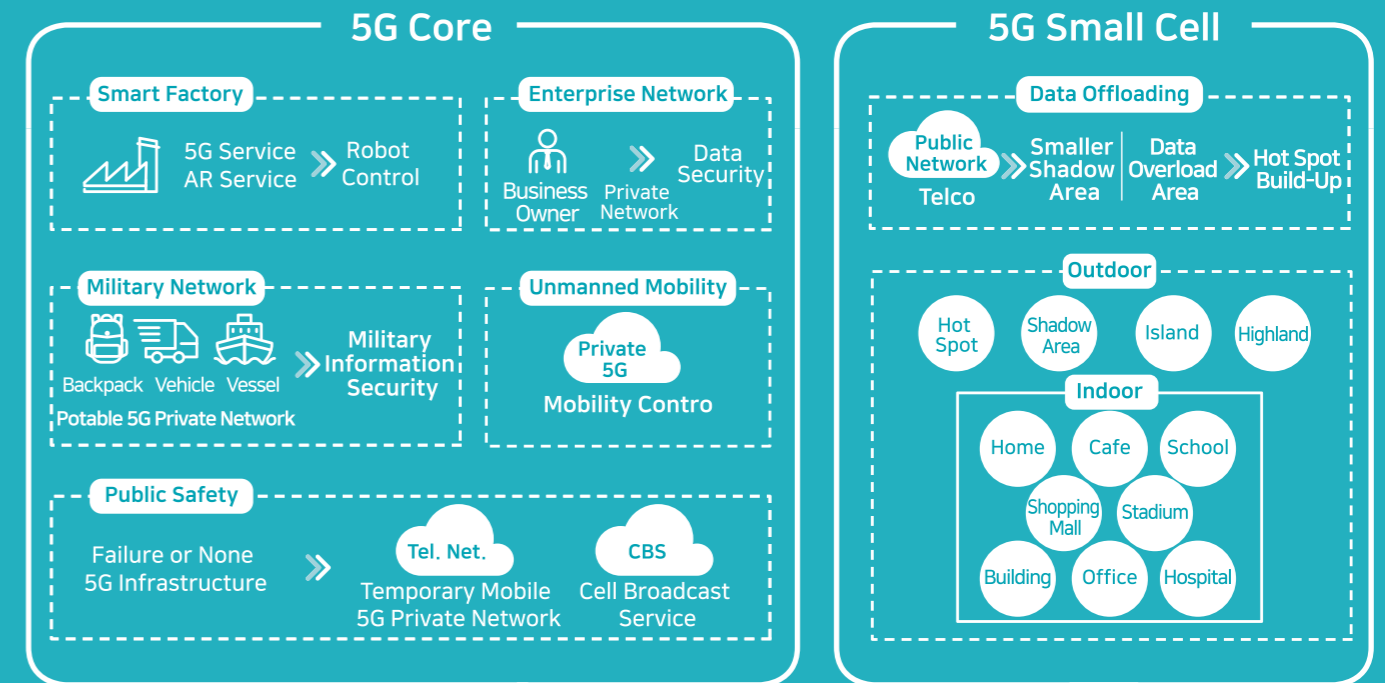 5G Core
Smart Factory
5G Service
AR Service
Robot
Control
Enterprise Network
Business
Owner
Private
Network
Data
Security
Military Network
Backpack
Vehicle
Vessel
Potable 5G Private Network
Military
Information
Security
Unmanned Mobility
Private
5G
Mobility Contro
Public Safety
Failure or None
5G Infrastructure
Tel. Net.
Temporary Mobile
5G Private Network
CBS
Cell Broadcast
Service
5G Small Cell
Data Offloading
Public
Network
Telco
Smaller
Shadow
Area
Data
Overload
Area
Hot Spot
Build-Up
Outdoor
Hot
Spot
Shadow
Area
Island
Highland
Indoor
Home
Cafe
School
Shopping
Mall
Stadium
Building
Office
Hospital